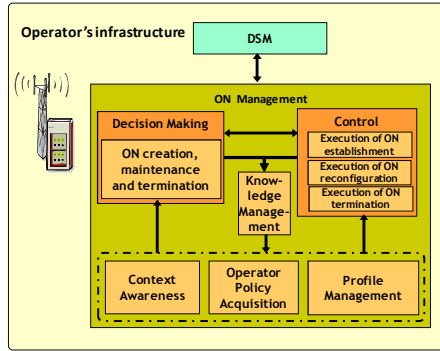 Operator's infrastructure
DSM
ON Management
Decision Making
ON creation,
maintenance
and termination
Control
Execution of ON
establishment
Execution of ON
reconfiguration
Execution of ON
termination
Know-
ledge
Manage-
ment
Context
Awareness
Operator
Policy
Acquisition
Profile
Management